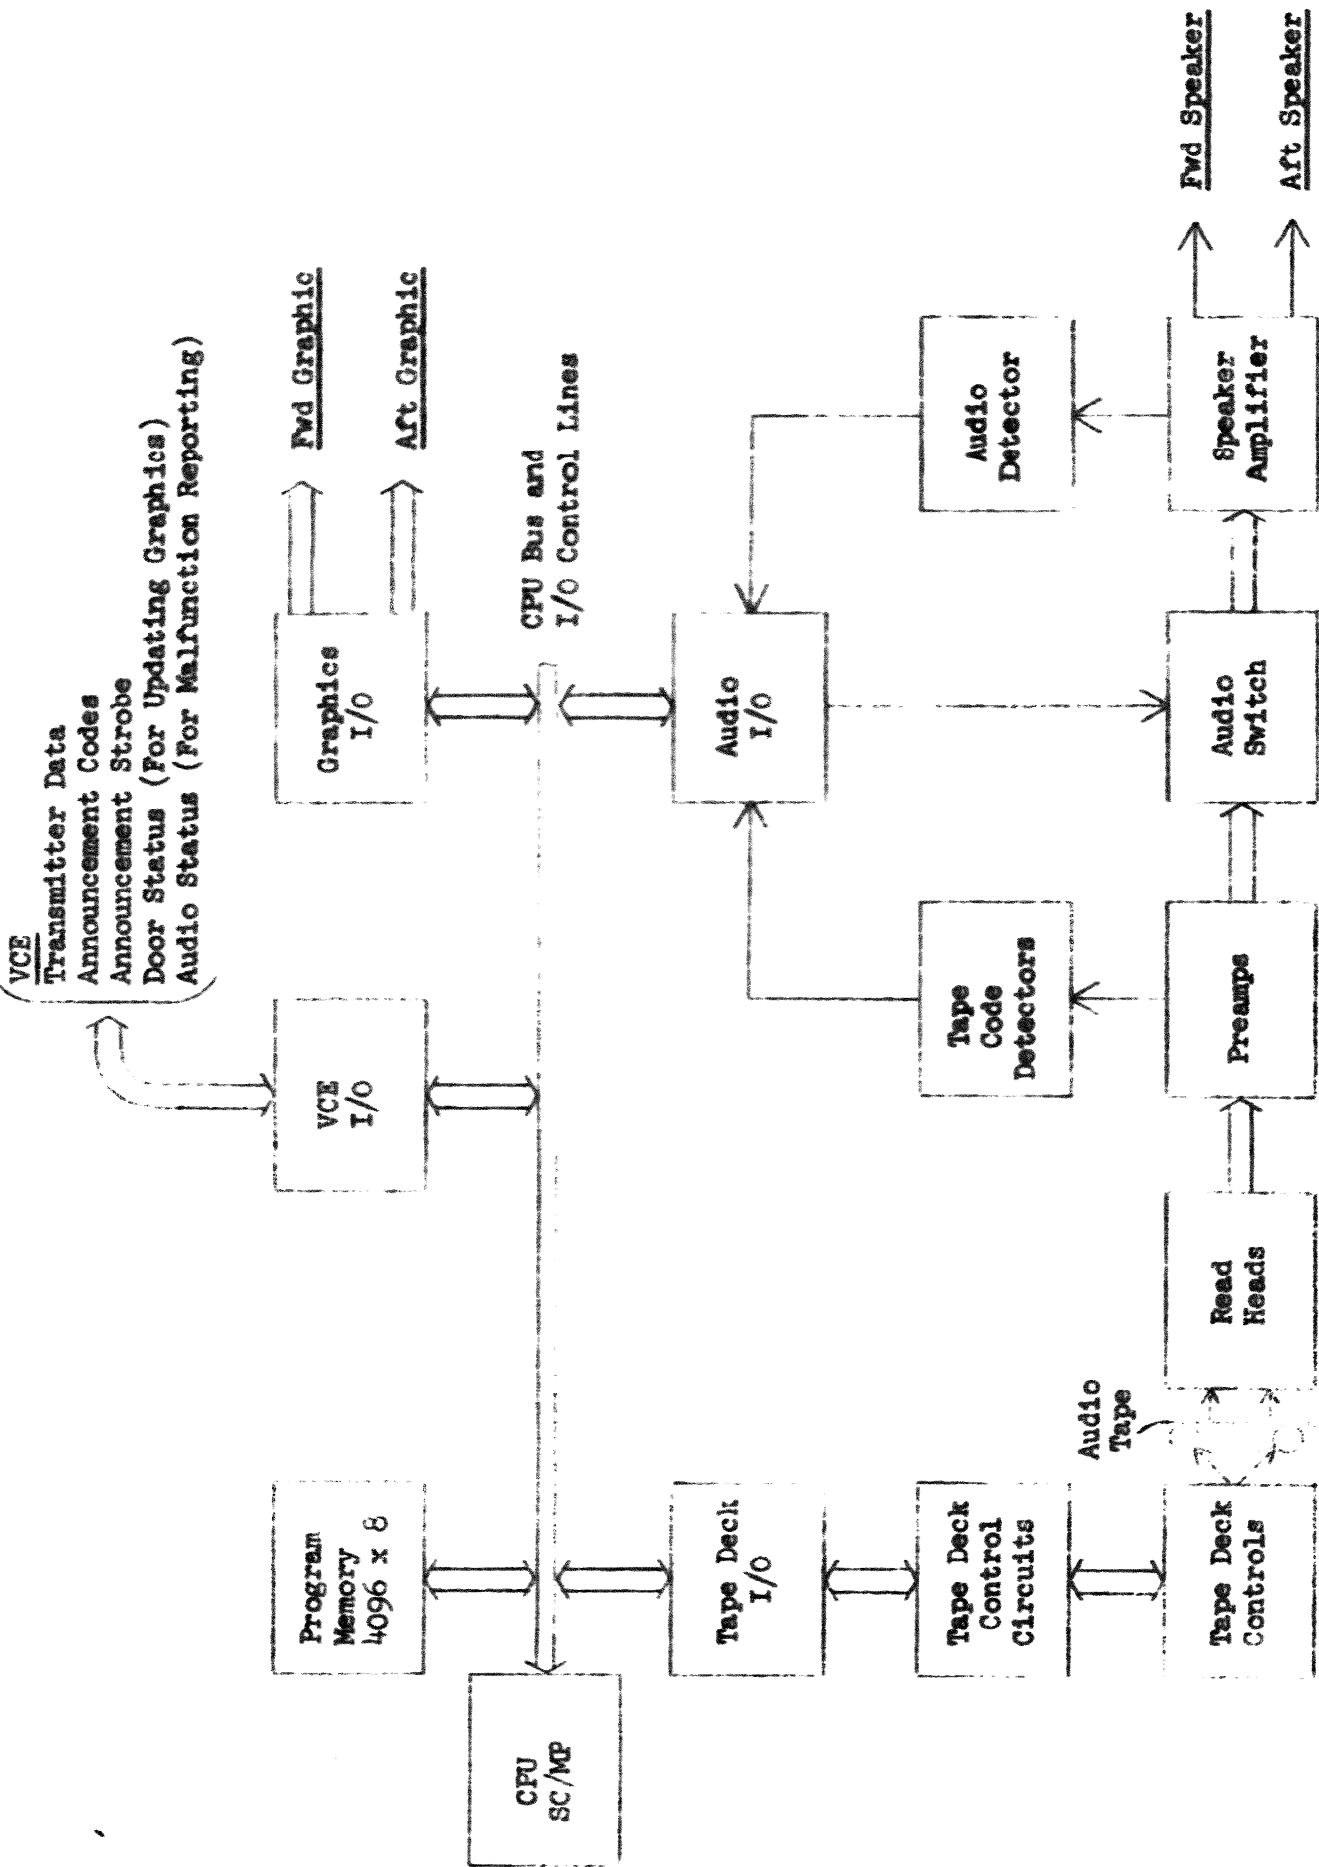 VCE
Transmitter Data
Announcement Codes
Announcement Strobe
Door Status (For Updating Graphics)
Audio Status (For Malfunction Reporting)
Program
Memory
4096 x 8
VCE
I/O
Graphics
I/O
Fwd Graphic
Aft Graphic
CPU
SC/MP
CPU Bus and
I/O Control Lines
Tape Deck
I/O
Audio
I/O
Tape Deck
Control
Circuits
Tape
Code
Detectors
Audio
Detector
Audio
Tape
Tape Deck
Controls
Read
Heads
Preamps
Audio
Switch
Speaker
Amplifier
Fwd Speaker
Aft Speaker